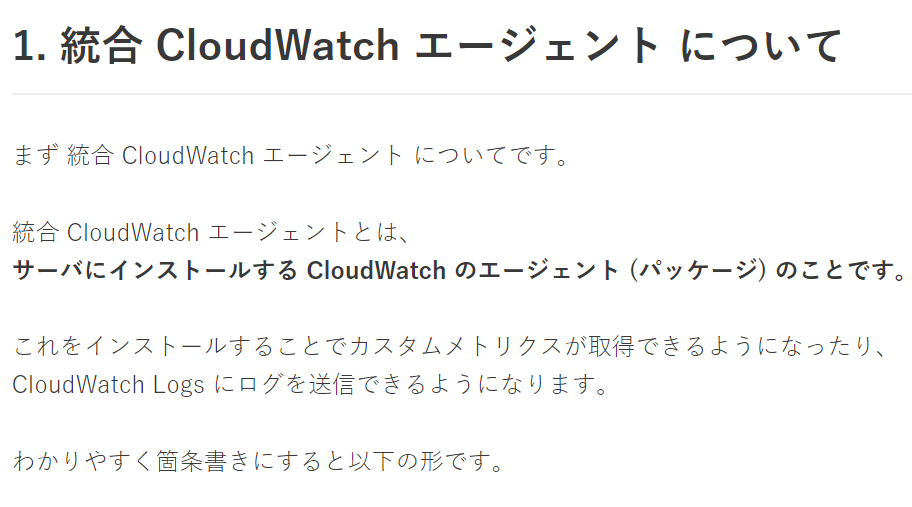 1. 統合 CloudWatch エージェント について
まず 統合 CloudWatch エージェント についてです。
統合 CloudWatch エージェントとは、
サーバにインストールする CloudWatch のエージェント (パッケージ) のことです。
これをインストールすることでカスタムメトリクスが取得できるようになったり、
CloudWatch Logs にログを送信できるようになります。
わかりやすく箇条書きにすると以下の形です。